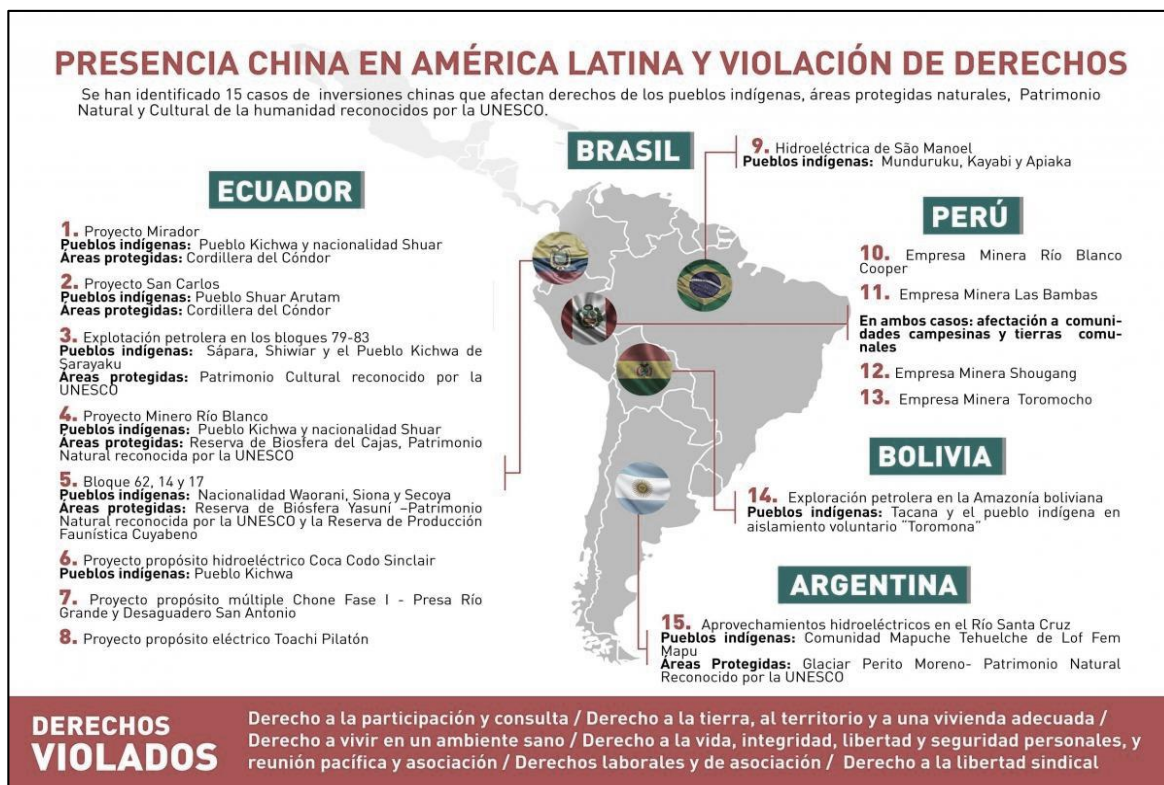 PRESENCIA CHINA EN AMÉRICA LATINA Y VIOLACIÓN DE DERECHOS
Se han identificado 15 casos de inversiones chinas que afectan derechos de los pueblos indígenas, áreas protegidas naturales, Patrimonio
Natural y Cultural de la humanidad reconocidos por la UNESCO.
ECUADOR
1. Proyecto Mirador
Pueblos indígenas: Pueblo Kichwa y nacionalidad Shuar
Áreas protegidas: Cordillera del Cóndor
2. Proyecto San Carlos
Pueblos indígenas: Pueblo Shuar Arutam
Áreas protegidas: Cordillera del Cóndor
3. Explotación petrolera en los bloques 79-83
Pueblos indígenas: Sápara, Shiwiar y el Pueblo Kichwa de
Sarayaku
Áreas protegidas: Patrimonio Cultural reconocido por la
UNESCO
4. Proyecto Minero Río Blanco
Pueblos indígenas: Pueblo Kichwa y nacionalidad Shuar
Áreas protegidas: Reserva de Biosfera del Cajas, Patrimonio
Natural reconocida por la UNESCO
5. Bloque 62, 14 y 17
Pueblos indígenas: Nacionalidad Waorani, Siona y Secoya
Áreas protegidas: Reserva de Biósfera Yasuní –Patrimonio
Natural reconocida por la UNESCO y la Reserva de Producción
Faunística Cuyabeno
6. Proyecto propósito hidroeléctrico Coca Codo Sinclair
Pueblos indígenas: Pueblo Kichwa
7. Proyecto propósito múltiple Chone Fase I - Presa Río
Grande y Desaguadero San Antonio
8. Proyecto propósito eléctrico Toachi Pilatón
BRASIL
9. Hidroeléctrica de São Manoel
Pueblos indígenas: Munduruku, Kayabi y Apiaka
PERÚ
10. Empresa Minera Río Blanco
Cooper
11. Empresa Minera Las Bambas
En ambos casos: afectación a comuni-
dades campesinas y tierras comu-
nales
12. Empresa Minera Shougang
13. Empresa Minera Toromocho
BOLIVIA
14. Exploración petrolera en la Amazonía boliviana
Pueblos indígenas: Tacana y el pueblo indígena en
aislamiento voluntario “Toromona”
ARGENTINA
15. Aprovechamientos hidroeléctricos en el Río Santa Cruz
Pueblos indígenas: Comunidad Mapuche Tehuelche de Lof Fem
Mapu
Áreas Protegidas: Glaciar Perito Moreno- Patrimonio Natural
Reconocido por la UNESCO
DERECHOS
VIOLADOS
Derecho a la participación y consulta / Derecho a la tierra, al territorio y a una vivienda adecuada /
Derecho a vivir en un ambiente sano / Derecho a la vida, integridad, libertad y seguridad personales, y
reunión pacífica y asociación / Derechos laborales y de asociación / Derecho a la libertad sindical